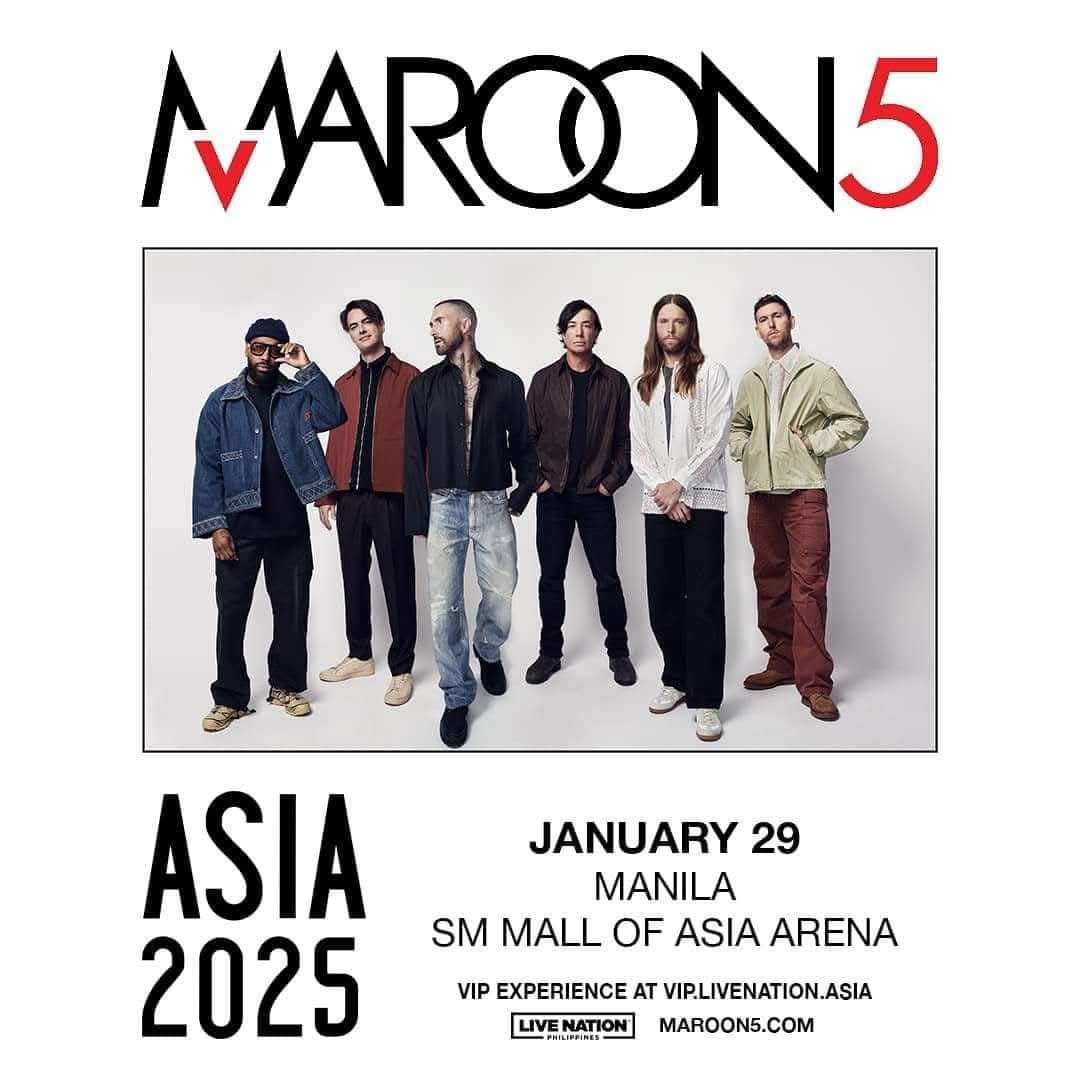 MAROON5
ASIA
2025
JANUARY 29
MANILA
SM MALL OF ASIA ARENA
VIP EXPERIENCE AT VIP.LIVENATION.ASIA
LIVE NATION
PHILIPPINES
MAROON5.COM